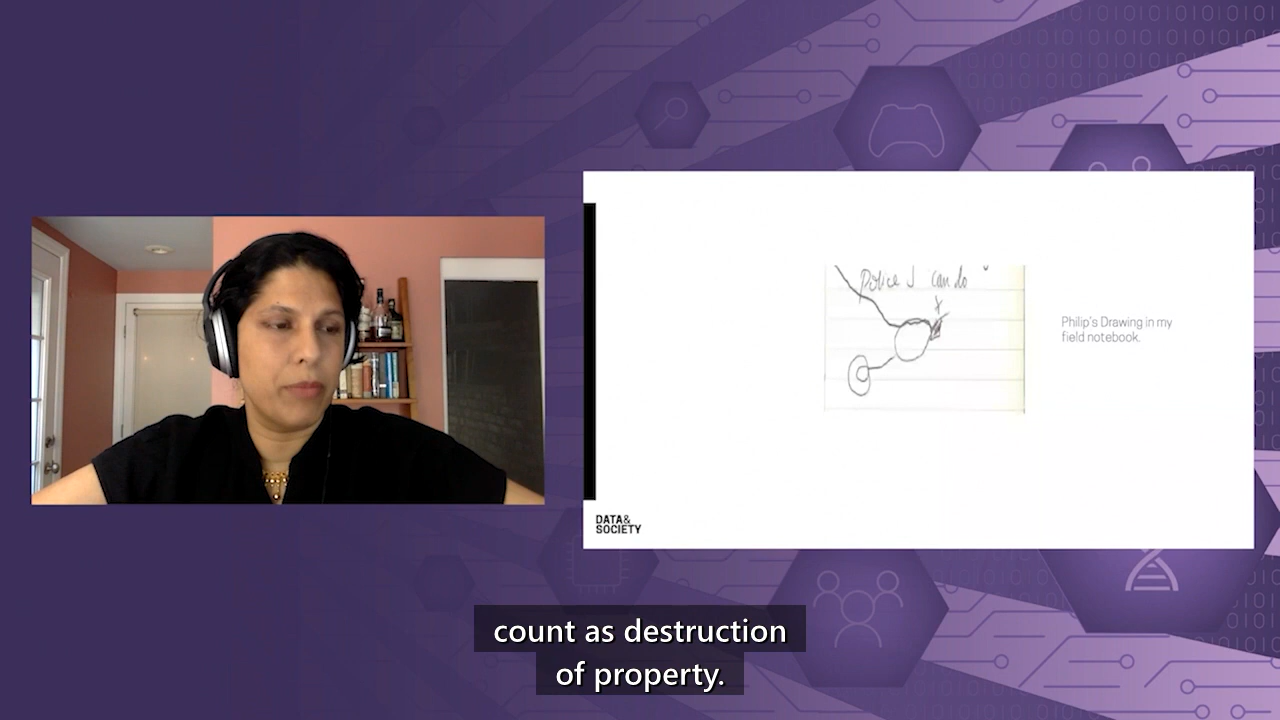 Police I can do
Philip's Drawing in my
field notebook.
DATA&
SOCIETY
count as destruction
of property.